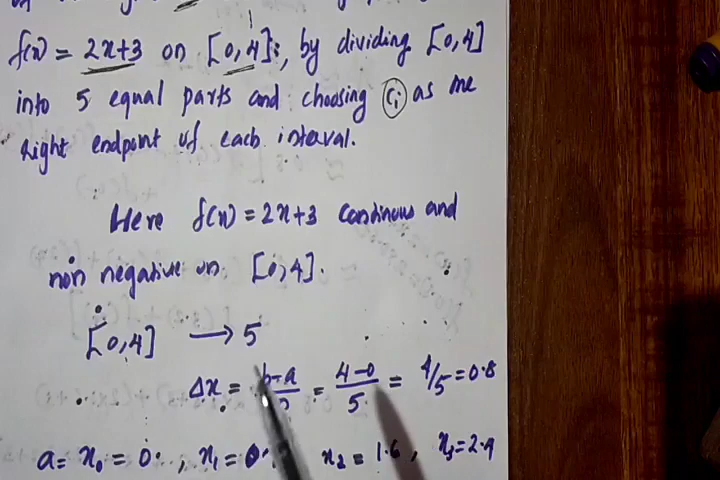 f(x) = 2x+3 on [0,4]:, by dividing [0,4]
into 5 equal parts and choosing ci as the
right endpoint of each interval.
Here f(x) = 2x+3 continous and
non negative on [0,4].
[0,4] → 5
Δx = b-a/ = 4-0/5 = 4/5 = 0.8
a = x₀ = 0 , x₁ = 0. x₂ = 1.6, x₃ = 2.4